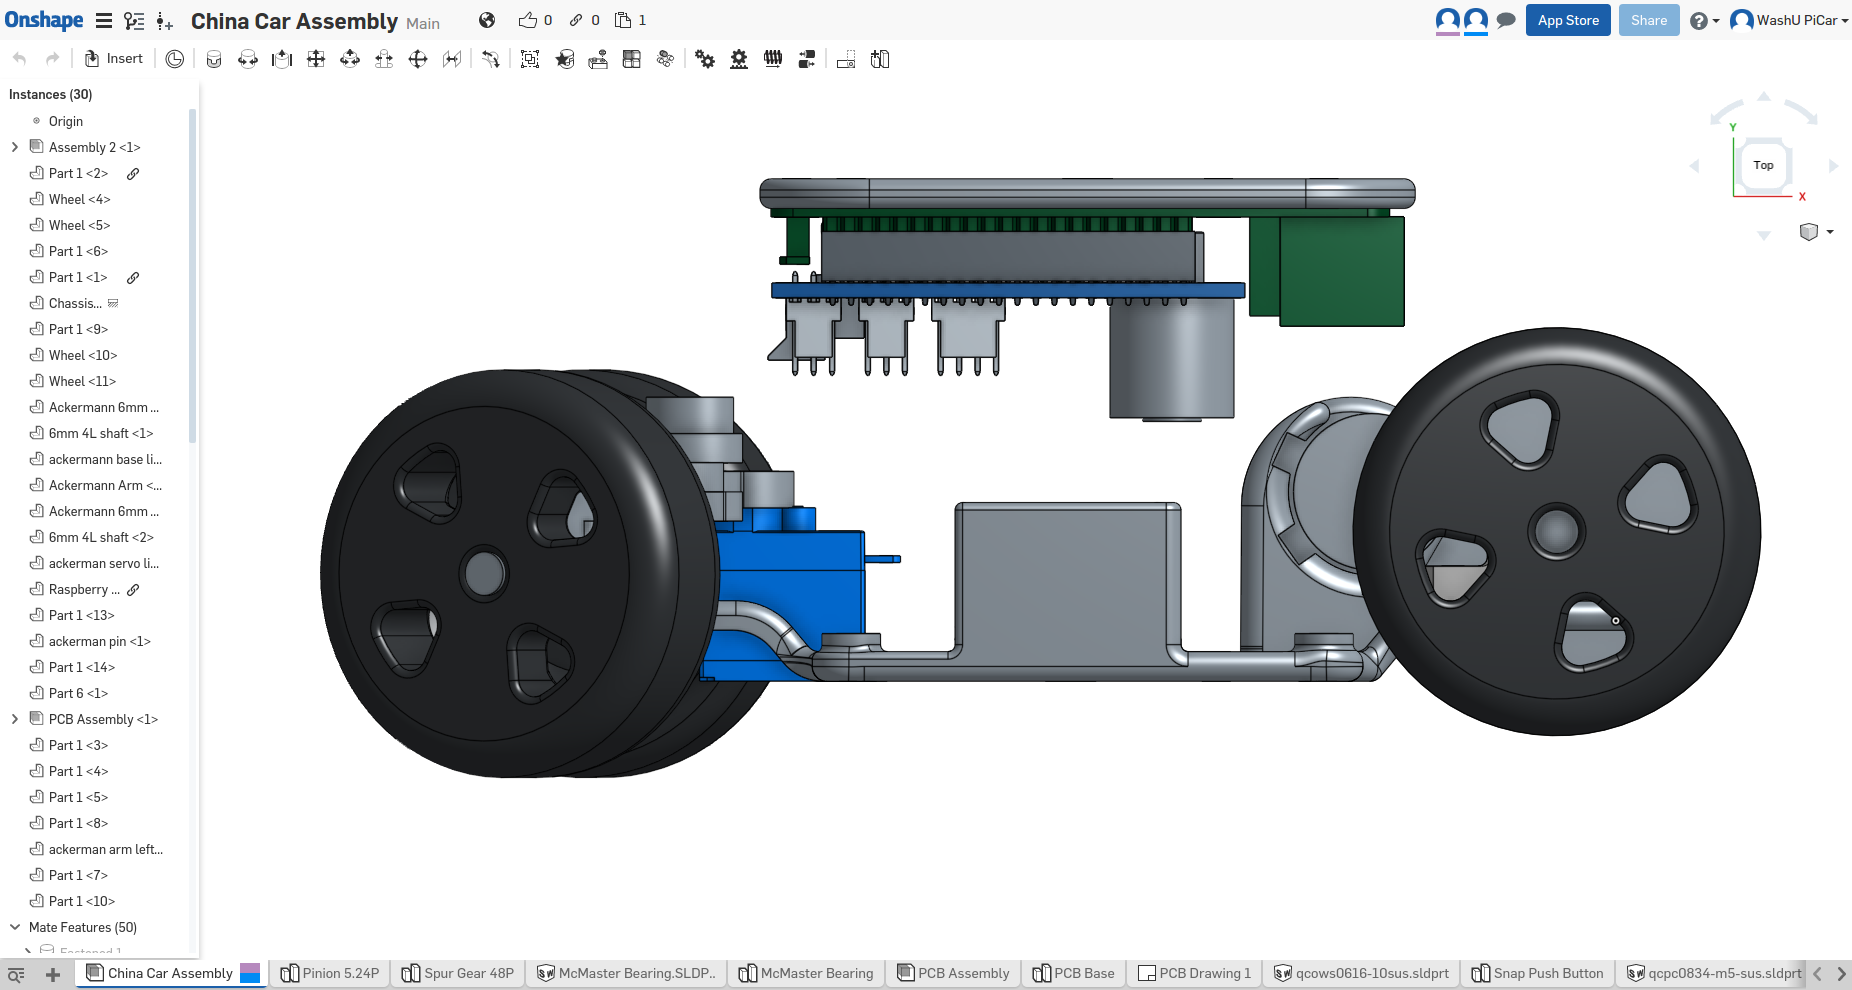 Onshape China Car Assembly Main 0 0 1 App Store Share WashU PiCar
Insert
Instances (30)
Origin
Assembly 2 <1>
Part 1 <2>
Wheel <4>
Wheel <5>
Part 1 <6>
Part 1 <1>
Chassis...
Part 1 <9>
Wheel <10>
Wheel <11>
Ackermann 6mm ...
6mm 4L shaft <1>
ackermann base li...
Ackermann Arm <...
Ackermann 6mm ...
6mm 4L shaft <2>
ackerman servo li...
Raspberry ...
Part 1 <13>
ackerman pin <1>
Part 1 <14>
Part 6 <1>
PCB Assembly <1>
Part 1 <3>
Part 1 <4>
Part 1 <5>
Part 1 <8>
ackerman arm left...
Part 1 <7>
Part 1 <10>
Mate Features (50)
Fastened 1
Y
Top
X
China Car Assembly Pinion 5.24P Spur Gear 48P McMaster Bearing.SLDP.. McMaster Bearing PCB Assembly PCB Base PCB Drawing 1 qcows0616-10sus.sldprt Snap Push Button qcpc0834-m5-sus.sldprt